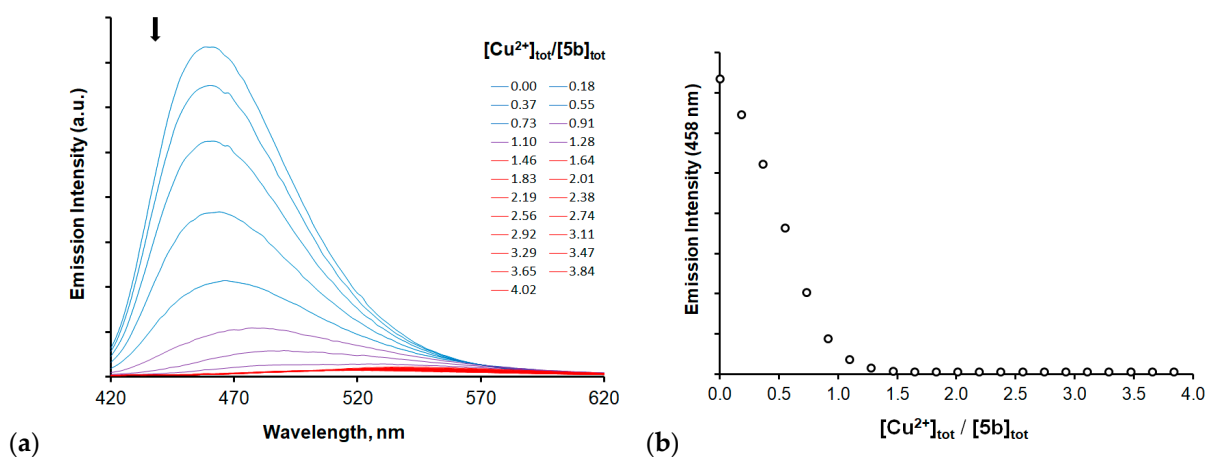 Emission Intensity (a.u.)
[Cu²⁺]tot/[5b]tot
0.00 0.18
0.37 0.55
0.73 0.91
1.10 1.28
1.46 1.64
1.83 2.01
2.19 2.38
2.56 2.74
2.92 3.11
3.29 3.47
3.65 3.84
4.02
420 470 520 570 620
Wavelength, nm
(a)
Emission Intensity (458 nm)
0.0 0.5 1.0 1.5 2.0 2.5 3.0 3.5 4.0
[Cu²⁺]tot / [5b]tot
(b)